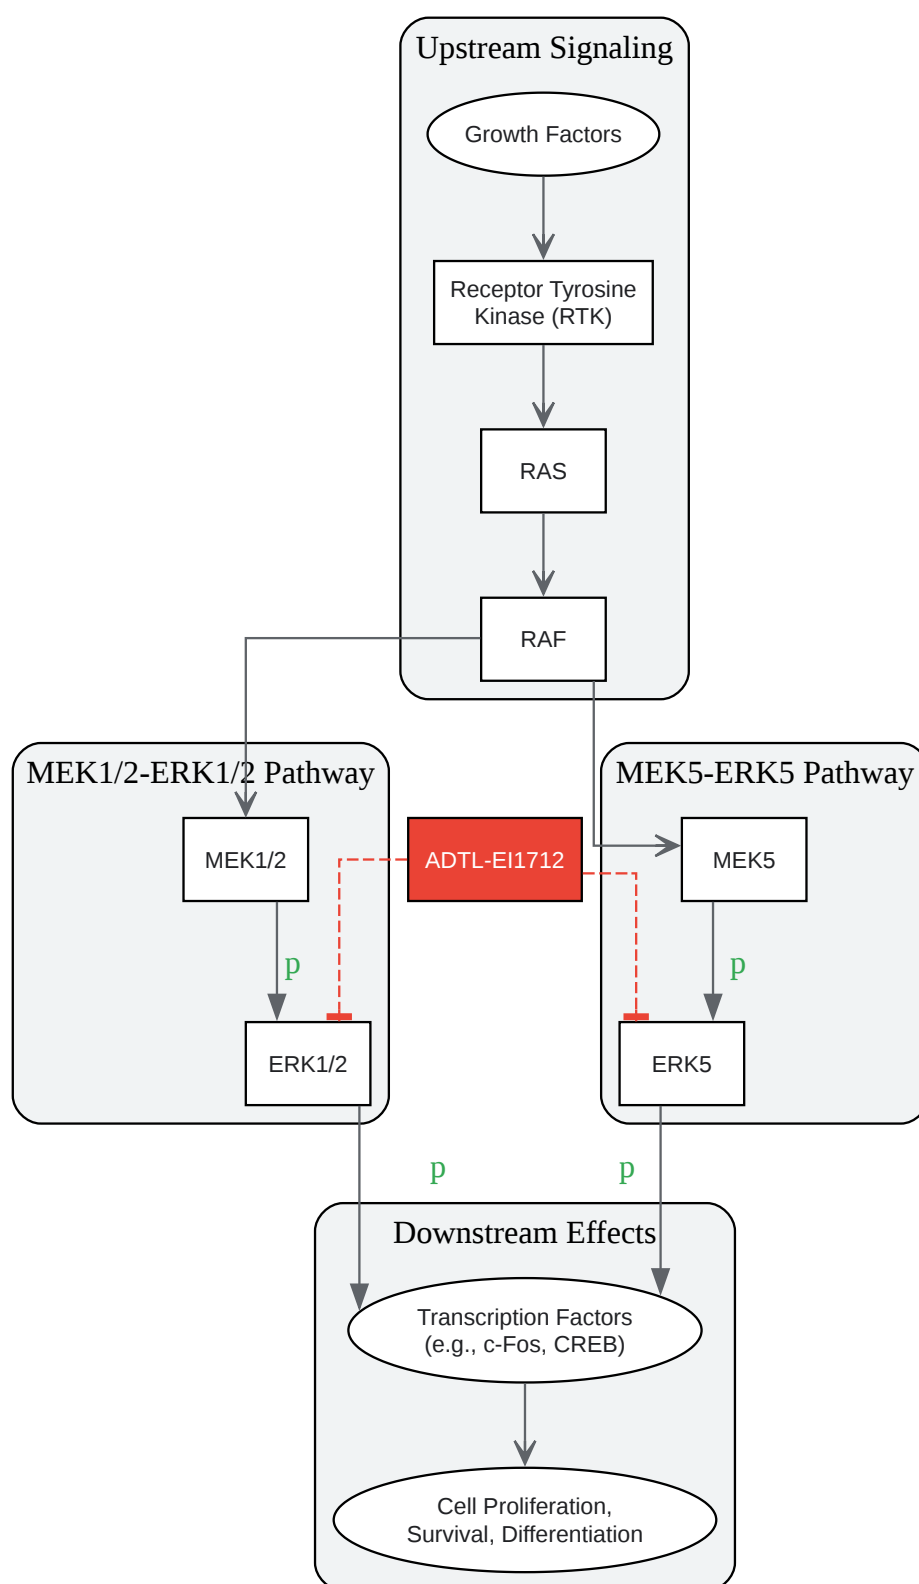 Upstream Signaling
Growth Factors
Receptor Tyrosine
Kinase (RTK)
RAS
RAF
MEK1/2-ERK1/2 Pathway
MEK5-ERK5 Pathway
MEK1/2
ADTL-EI1712
MEK5
p
p
ERK1/2
ERK5
p
p
Downstream Effects
Transcription Factors
(e.g., c-Fos, CREB)
Cell Proliferation,
Survival, Differentiation